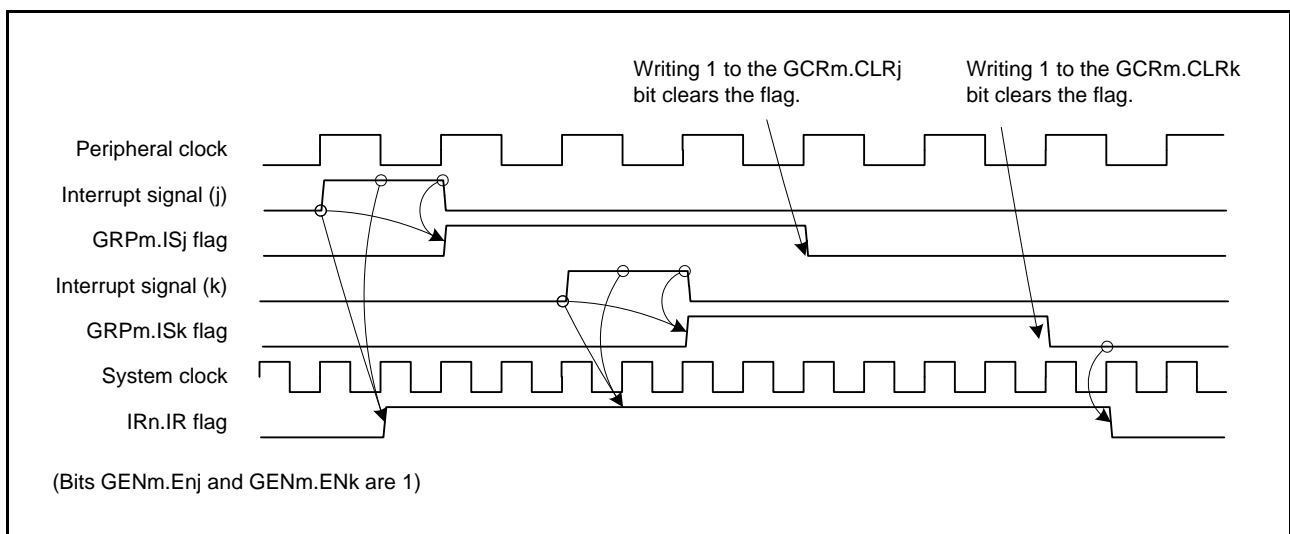 Writing 1 to the GCRm.CLRj
bit clears the flag.
Writing 1 to the GCRm.CLRk
bit clears the flag.
Peripheral clock
Interrupt signal (j)
GRPm.ISj flag
Interrupt signal (k)
GRPm.ISk flag
System clock
IRn.IR flag
(Bits GENm.Enj and GENm.ENk are 1)